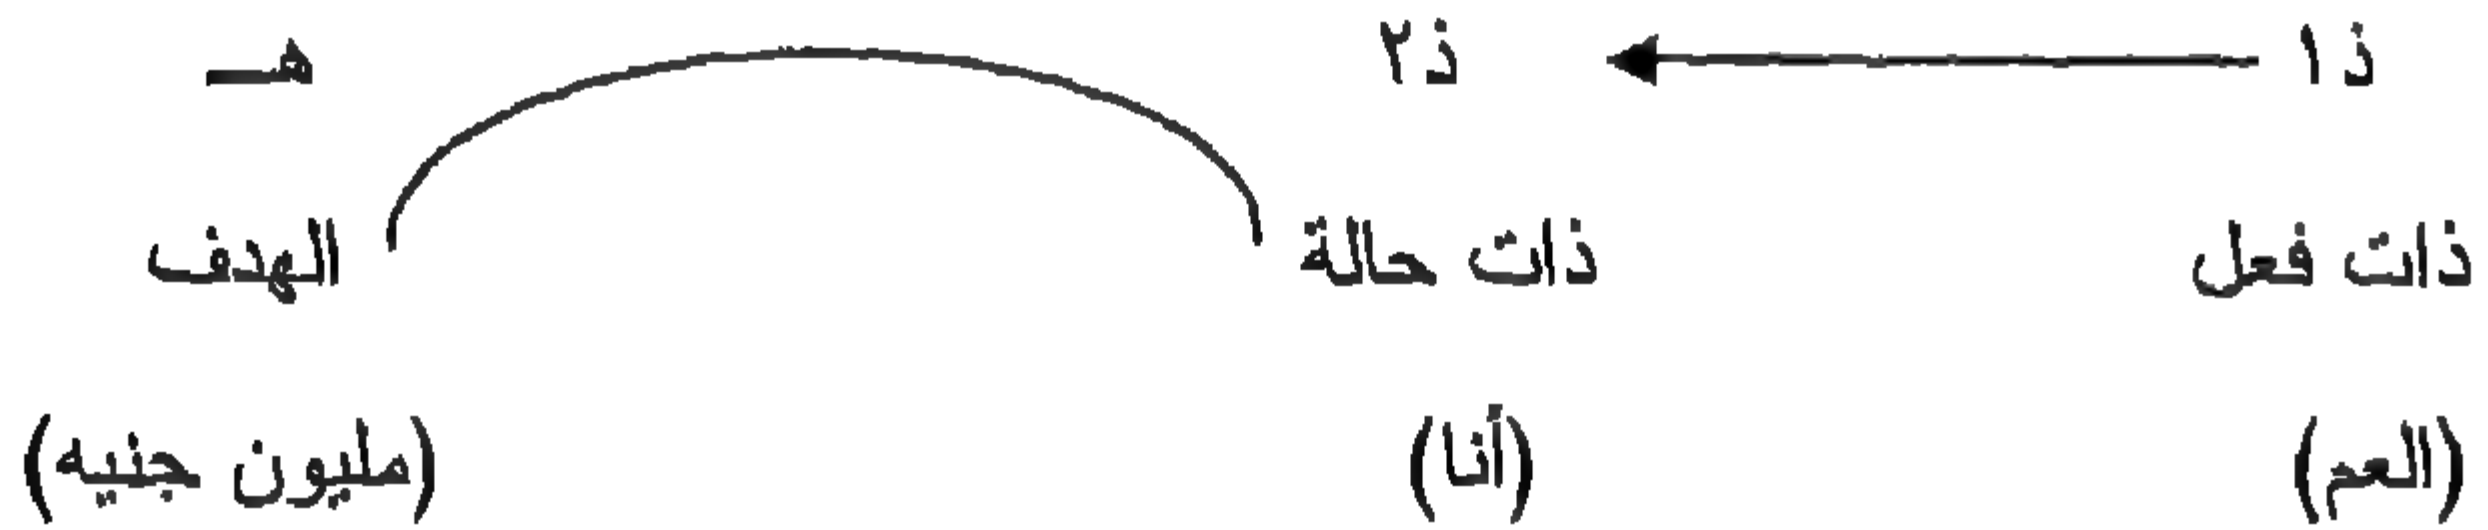 ذ١ ذ٢ هـ
ذات فعل ذات حالة الهدف
(العم) (أنا) (مليون جنيه)